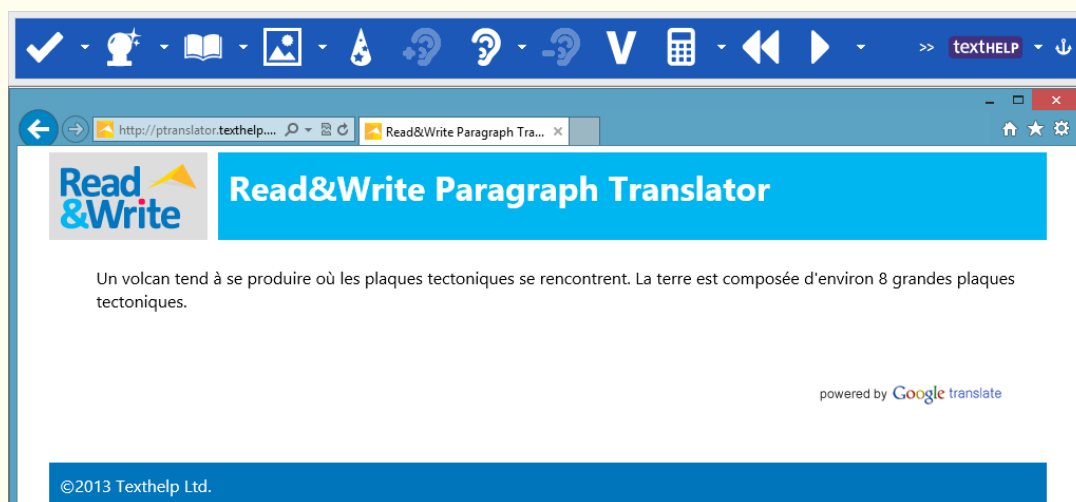 V
>> textHELP
http://ptranslator.texthelp.... Read&Write Paragraph Tra... ×
Read
&Write
Read&Write Paragraph Translator
Un volcan tend à se produire où les plaques tectoniques se rencontrent. La terre est composée d'environ 8 grandes plaques
tectoniques.
powered by Google translate
©2013 Texthelp Ltd.